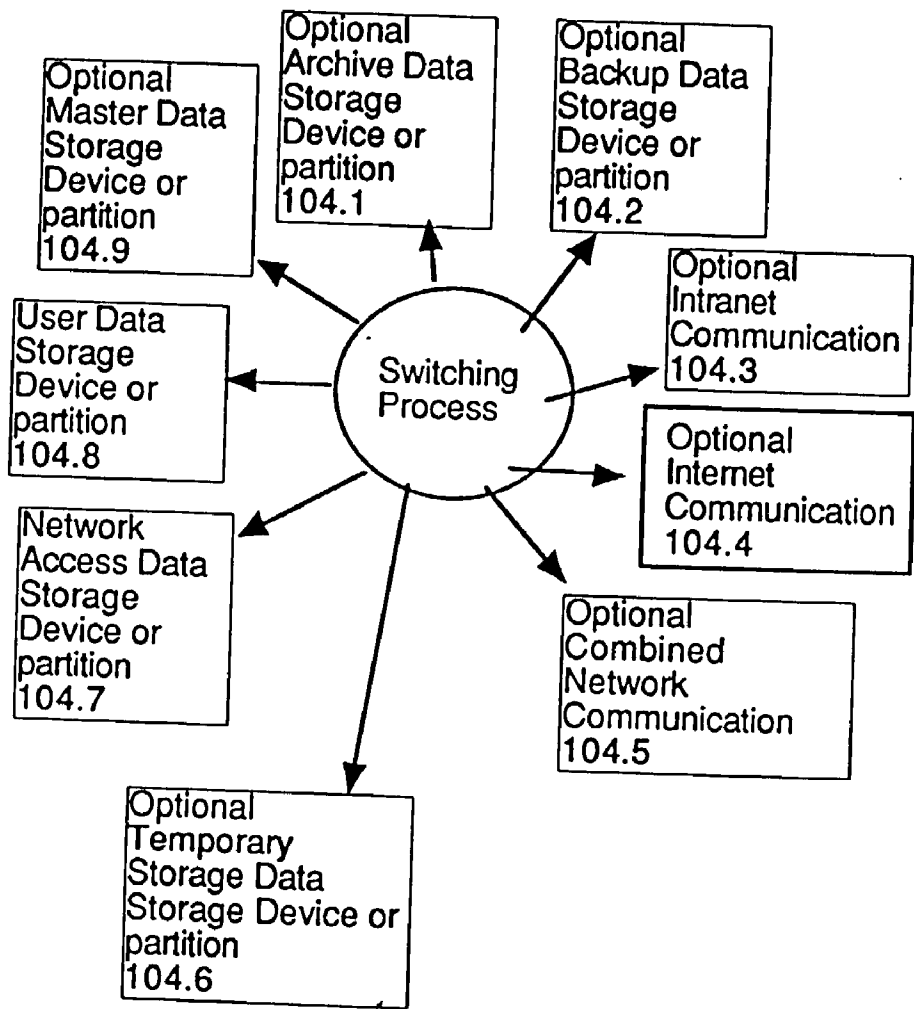 Optional
Master Data
Storage
Device or
partition
104.9
Optional
Archive Data
Storage
Device or
partition
104.1
Optional
Backup Data
Storage
Device or
partition
104.2
Optional
Intranet
Communication
104.3
User Data
Storage
Device or
partition
104.8
Switching
Process
Optional
Internet
Communication
104.4
Network
Access Data
Storage
Device or
partition
104.7
Optional
Combined
Network
Communication
104.5
Optional
Temporary
Storage Data
Storage Device or
partition
104.6